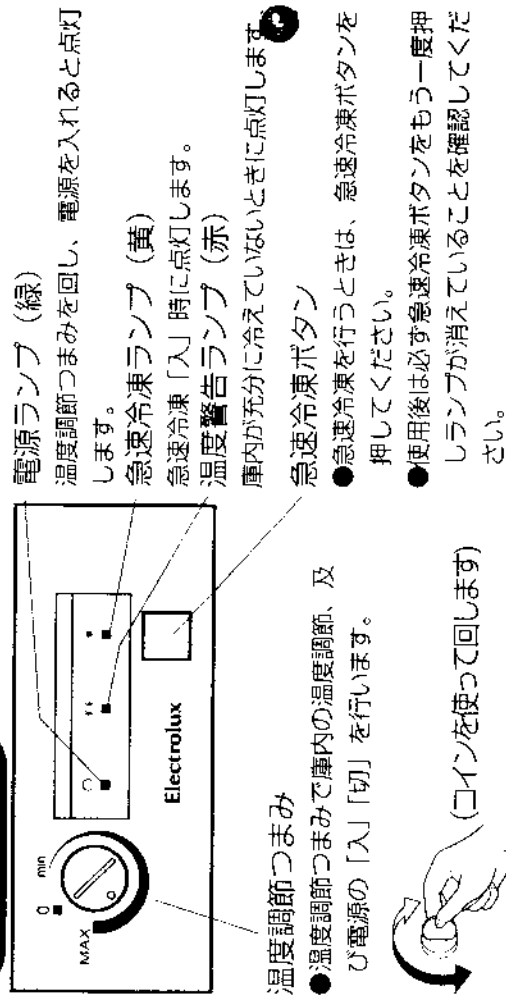 電源ランプ（緑）
温度調節つまみを回し、電源を入れると点灯
します。
急速冷凍ランプ（黄）
急速冷凍「入」時に点灯します。
温度警告ランプ（赤）
庫内が充分に冷えていないときに点灯します。
急速冷凍ボタン
●急速冷凍を行うときは、急速冷凍ボタンを
押してください。
●使用後は必ず急速冷凍ボタンをもう一度押
しランプが消えていることを確認してくだ
さい。
0
min
MAX
Electrolux
温度調節つまみ
●温度調節つまみで庫内の温度調節、及
び電源の「入」「切」を行います。
(コインを使って回します)